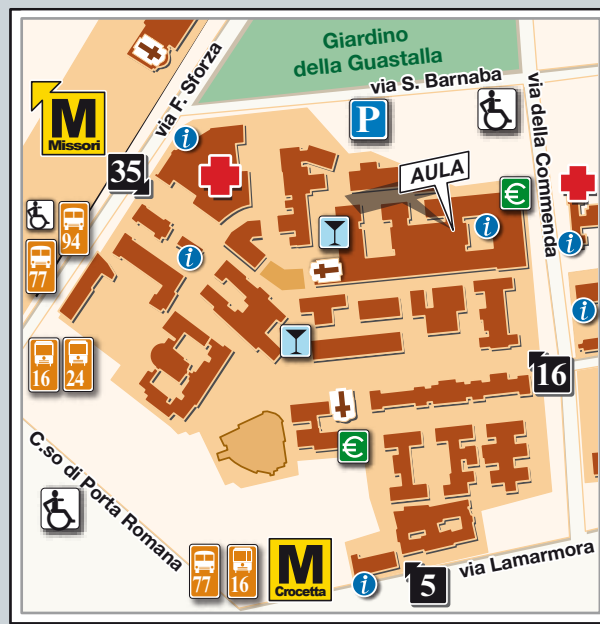 Giardino
della Guastalla
via S. Barnaba
via F. Sforza
via della Commenda
M
Missori
P
35
AULA
€
i
i
i
i
94
77
i
16
24
16
€
C.so di Porta Romana
77
16
M
Crocetta
i
5
via Lamarmora